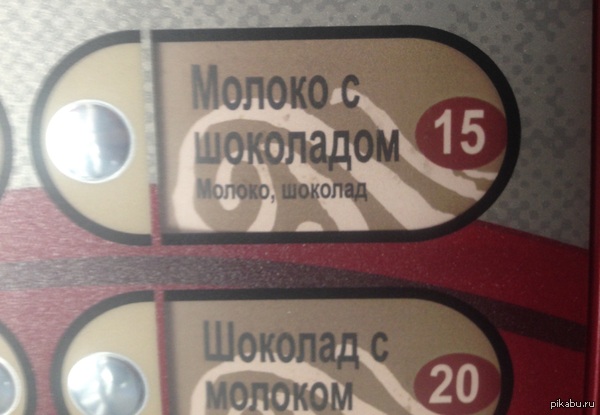 Молоко с
шоколадом
Молоко, шоколад
15
Шоколад с
молоком
20
pikabu.ru